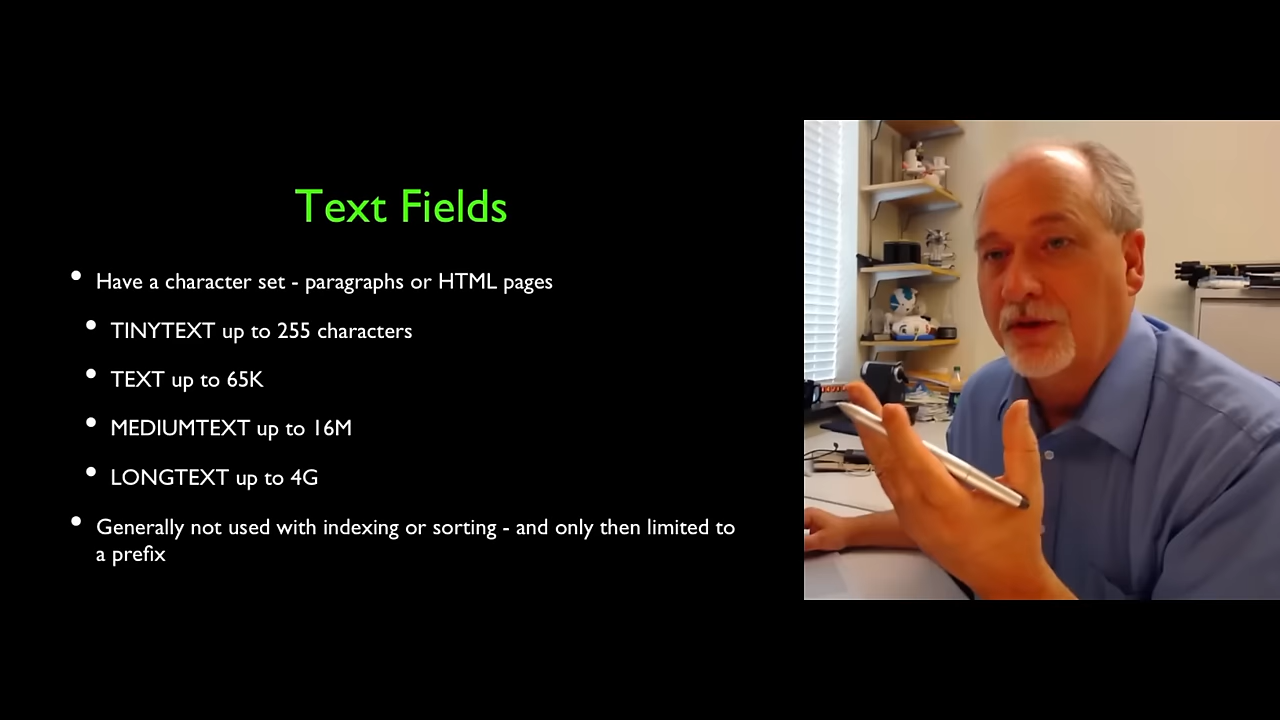 Text Fields
• Have a character set - paragraphs or HTML pages
• TINYTEXT up to 255 characters
• TEXT up to 65K
• MEDIUMTEXT up to 16M
• LONGTEXT up to 4G
• Generally not used with indexing or sorting - and only then limited to
a prefix